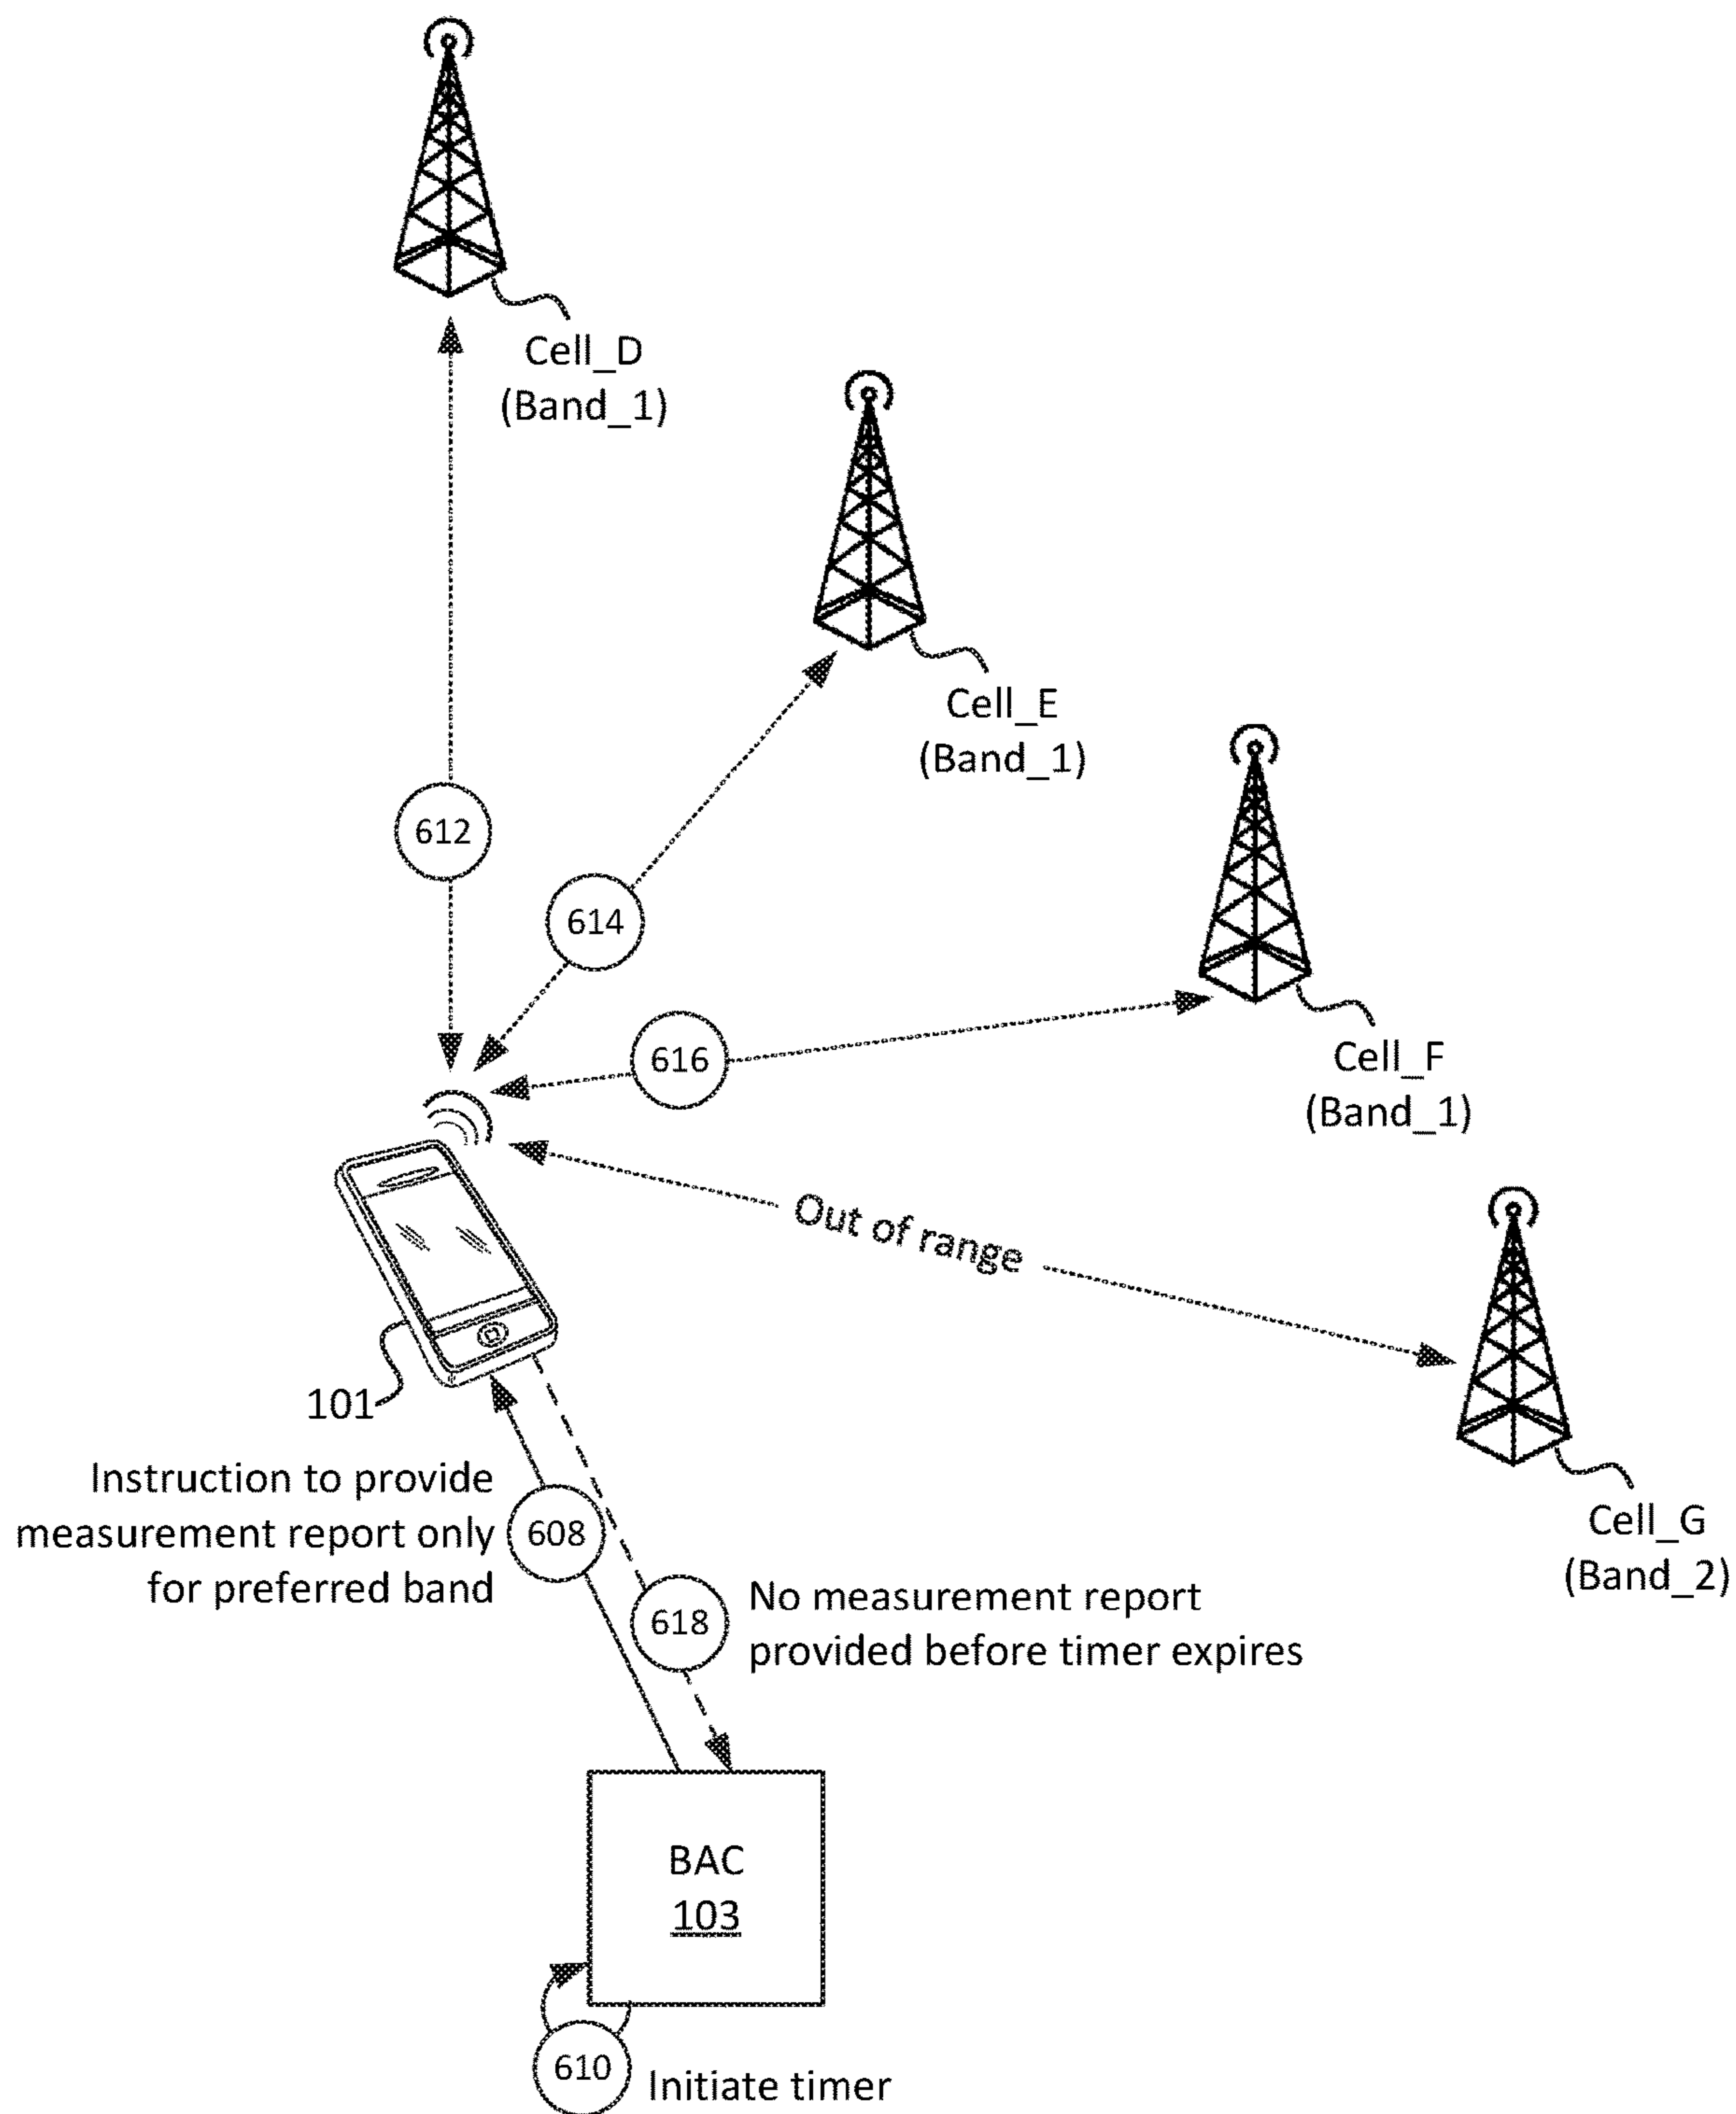 Cell_D
(Band_1)
Cell_E
(Band_1)
612
614
616
Cell_F
(Band_1)
Out of range
101
Instruction to provide
measurement report only
for preferred band
608
618
No measurement report
provided before timer expires
Cell_G
(Band_2)
BAC
103
610
Initiate timer